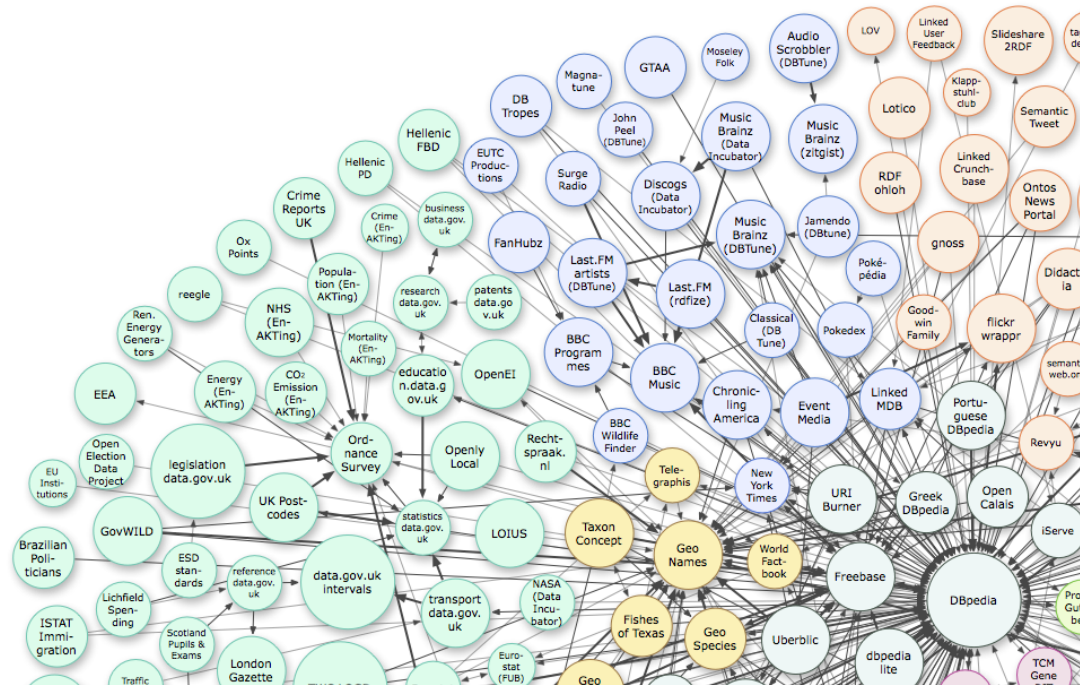 Audio
Scrobbler
(DBTune)
LOV
Linked
User
Feedback
Slideshare
2RDF
Moseley
Folk
GTAA
Magna-
tune
Klapp-
stuhl-
club
DB
Tropes
Lotico
Semantic
Tweet
John
Peel
(DBTune)
Music
Brainz
(Data
Incubator)
Music
Brainz
(zitgist)
Hellenic
FBD
Hellenic
PD
EUTC
Produc-
tions
Surge
Radio
Discogs
(Data
Incubator)
RDF
ohloh
Linked
Crunch-
base
Ontos
News
Portal
Crime
Reports
UK
Crime
(En-
AKTing)
business
data.gov.
uk
Ox
Points
FanHubz
Music
Brainz
(DBTune)
Jamendo
(DBtune)
gnoss
Last.FM
artists
(DBTune)
Last.FM
(rdfize)
Poké-
pédia
Didact
ia
Popula-
tion (En-
AKTing)
reegle
research
data.gov.
uk
patents
data.go
v.uk
NHS
(En-
AKTing)
Ren.
Energy
Genera-
tors
Mortality
(En-
AKTing)
Classical
(DB
Tune)
Pokedex
Good-
win
Family
flickr
wrappr
BBC
Program
mes
BBC
Music
OpenEI
educatio
n.data.g
ov.uk
EEA
Energy
(En-
AKTing)
CO2
Emission
(En-
AKTing)
Chronic-
ling
America
Event
Media
Linked
MDB
Portu-
guese
DBpedia
semant
web.or
Revyu
BBC
Wildlife
Finder
Ord-
nance
Survey
Openly
Local
Recht-
spraak.
nl
Open
Election
Data
Project
legislation
data.gov.uk
EU
Insti-
tutions
Tele-
graphis
New
York
Times
URI
Burner
Greek
DBpedia
Open
Calais
UK Post-
codes
statistics
data.gov.
uk
LOIUS
Taxon
Concept
GovWILD
iServe
Geo
Names
World
Fact-
book
Freebase
DBpedia
Brazilian
Poli-
ticians
ESD
stan-
dards
reference
data.gov.
uk
data.gov.uk
intervals
transport
data.gov.
uk
NASA
(Data
Incu-
bator)
Lichfield
Spen-
ding
ISTAT
Immi-
gration
Scotland
Pupils &
Exams
London
Gazette
Traffic
Fishes
of Texas
Geo
Species
Uberblic
dbpedia
lite
Euro-
stat
(FUB)
Geo
TCM
Gene